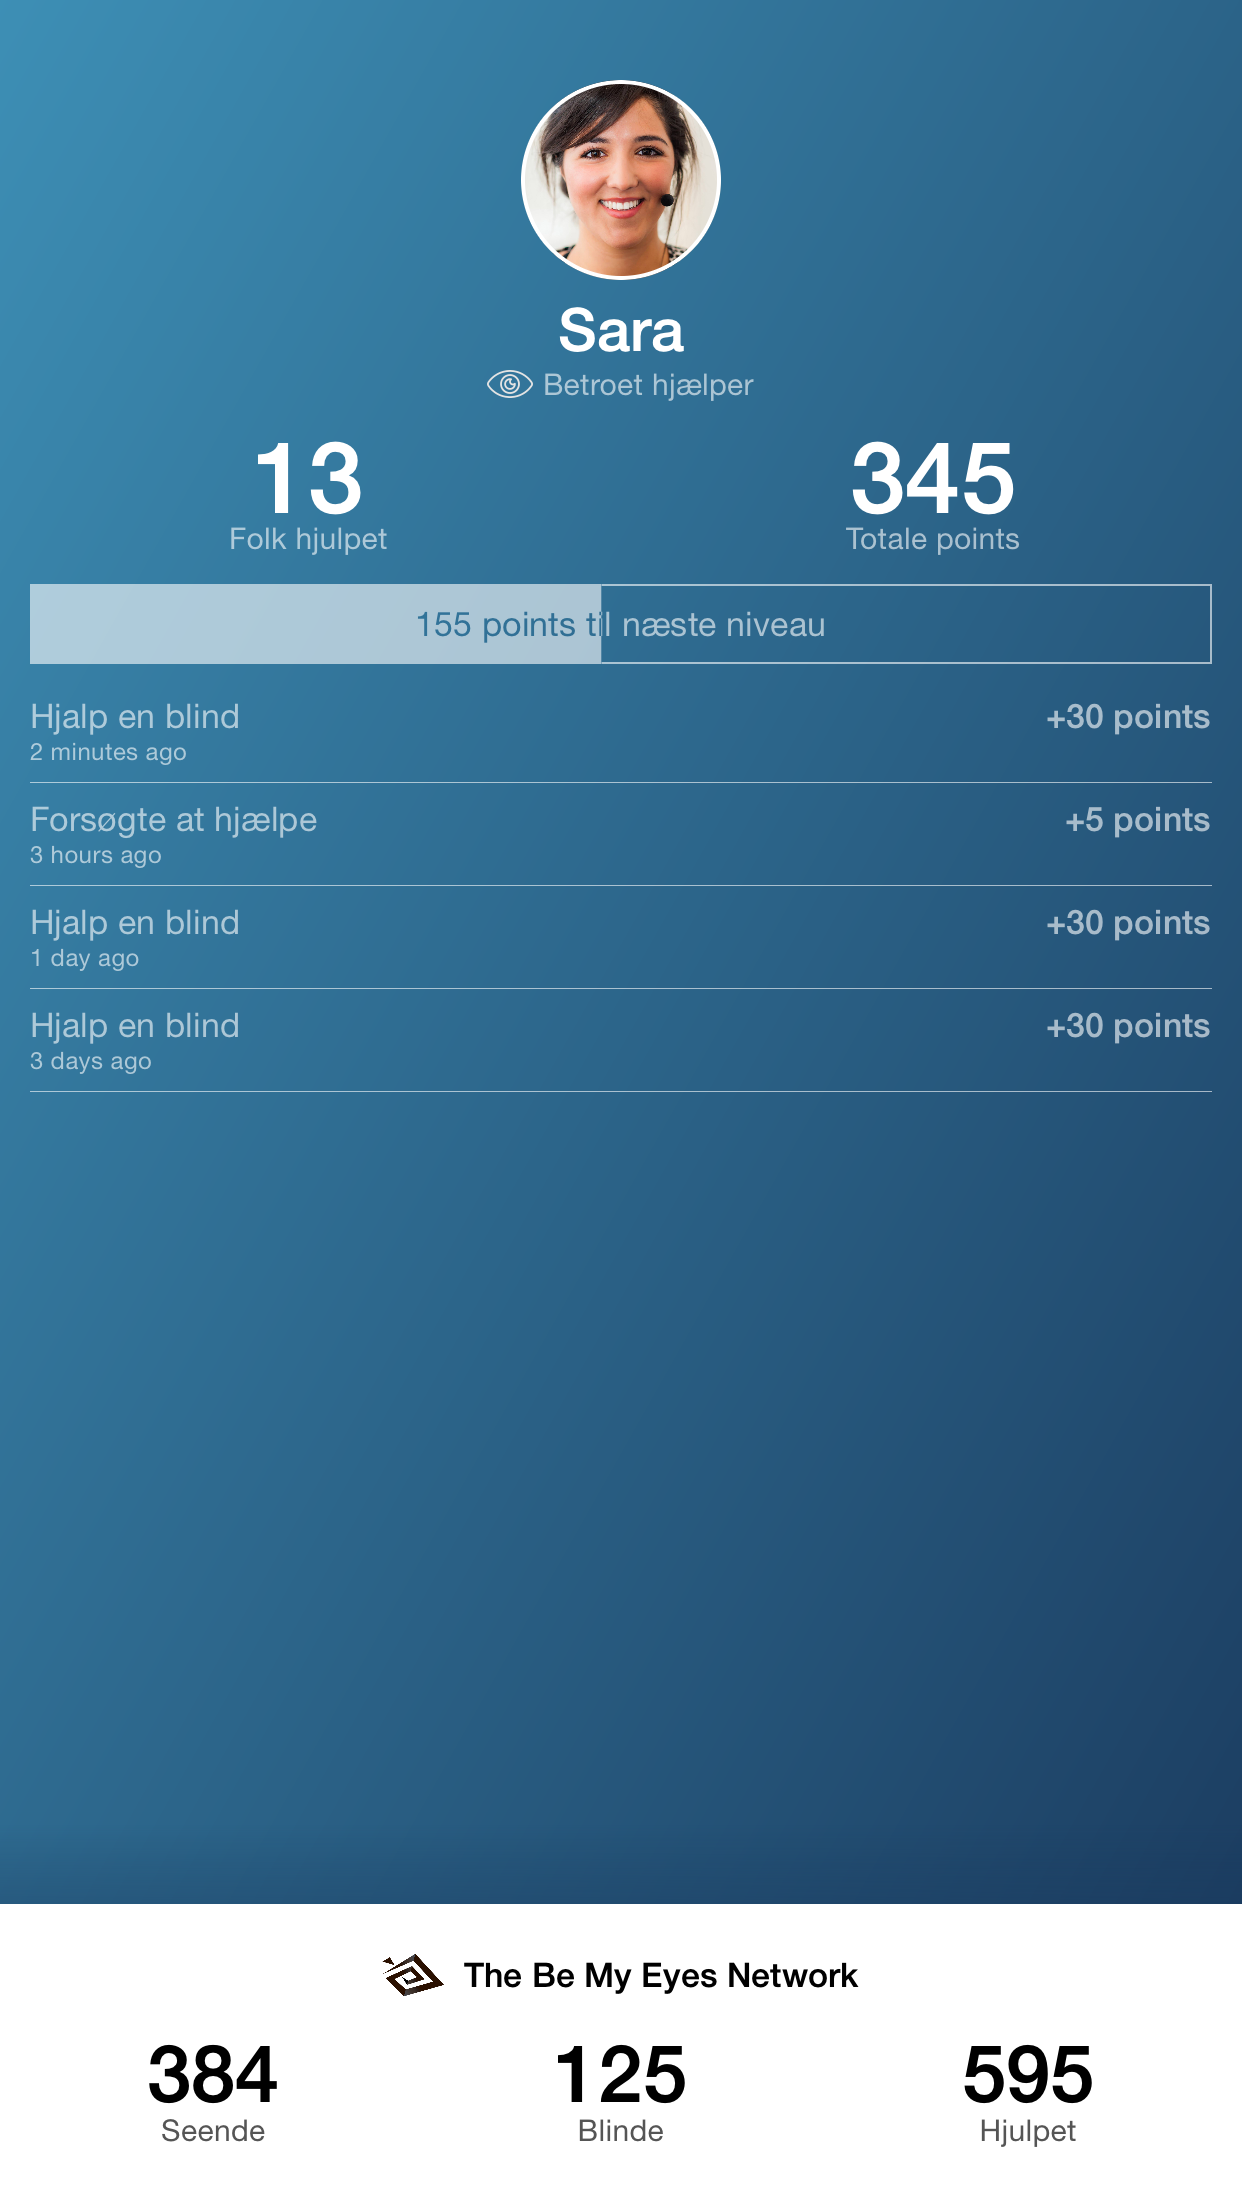 Sara
Betroet hjælper
13
Folk hjulpet
345
Totale points
155 points til næste niveau
Hjalp en blind
+30 points
2 minutes ago
Forsøgte at hjælpe
+5 points
3 hours ago
Hjalp en blind
+30 points
1 day ago
Hjalp en blind
+30 points
3 days ago
The Be My Eyes Network
384
Seende
125
Blinde
595
Hjulpet